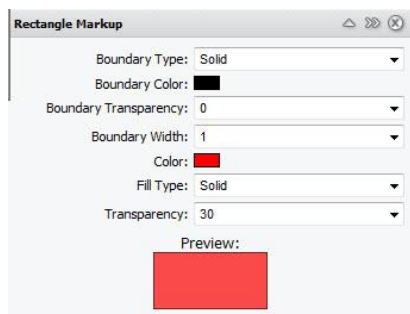 Rectangle Markup
Boundary Type: Solid
Boundary Color:
Boundary Transparency: 0
Boundary Width: 1
Color:
Fill Type: Solid
Transparency: 30
Preview: